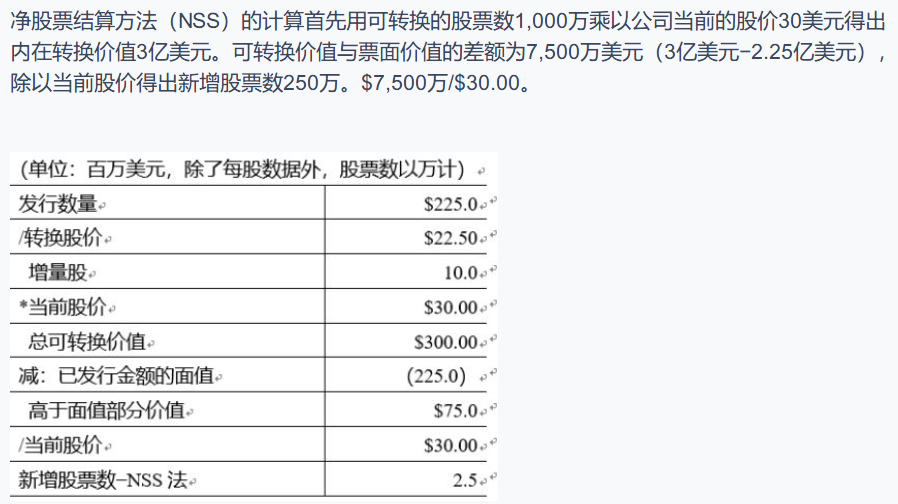 净股票结算方法（NSS）的计算首先用可转换的股票数1,000万乘以公司当前的股价30美元得出
内在转换价值3亿美元。可转换价值与票面价值的差额为7,500万美元（3亿美元−2.25亿美元），
除以当前股价得出新增股票数250万。$7,500万/$30.00。
(单位：百万美元，除了每股数据外，股票数以万计)
发行数量 $225.0
/转换股价 $22.50
增量股 10.0
*当前股价 $30.00
总可转换价值 $300.00
减：已发行金额的面值 (225.0)
高于面值部分价值 $75.0
/当前股价 $30.00
新增股票数–NSS 法 2.5